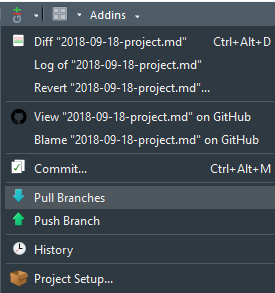 Addins
Diff "2018-09-18-project.md" Ctrl+Alt+D
Log of "2018-09-18-project.md"
Revert "2018-09-18-project.md"...
View "2018-09-18-project.md" on GitHub
Blame "2018-09-18-project.md" on GitHub
Commit... Ctrl+Alt+M
Pull Branches
Push Branch
History
Project Setup...